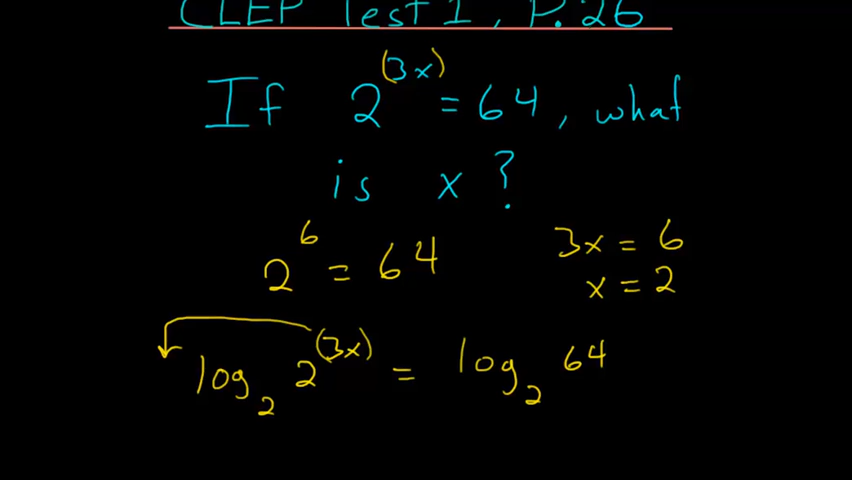 CLEP Test 1, P.26
If 2^(3x) = 64, what
is x?
2^6 = 64
3x = 6
x = 2
log_2 2^(3x) = log_2 64